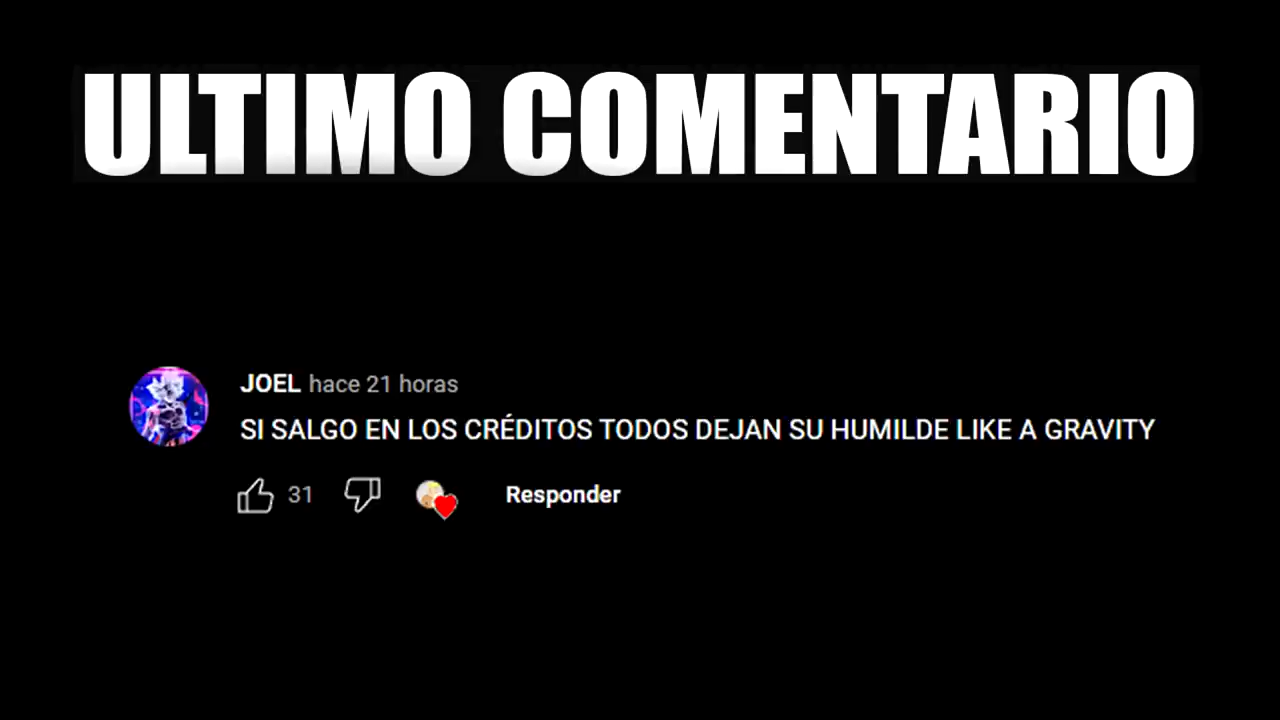 ULTIMO COMENTARIO
JOEL hace 21 horas
SI SALGO EN LOS CRÉDITOS TODOS DEJAN SU HUMILDE LIKE A GRAVITY
31 Responder